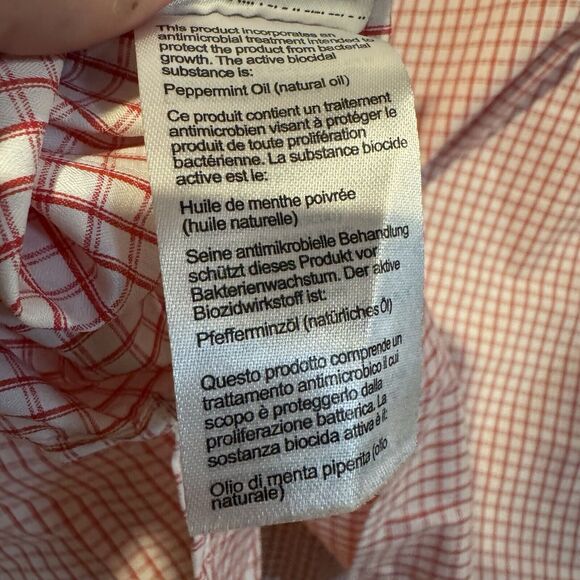 This product incorporates an
antimicrobial treatment intended to
protect the product from bacterial
growth. The active biocidal
substance is:
Peppermint Oil (natural oil)
Ce produit contient un traitement
antimicrobien visant à protéger le
produit de toute prolifération
bactérienne. La substance biocide
active est le:
Huile de menthe poivrée
(huile naturelle)
Seine antimikrobielle Behandlung
schützt dieses Produkt vor
Bakterienwachstum. Der aktive
Biozidwirkstoff ist:
Pfefferminzöl (natürliches Öl)
Questo prodotto comprende un
trattamento antimicrobico il cui
scopo è proteggerlo dalla
proliferazione batterica. La
sostanza biocida attiva è il:
Olio di menta piperita (olio
naturale)